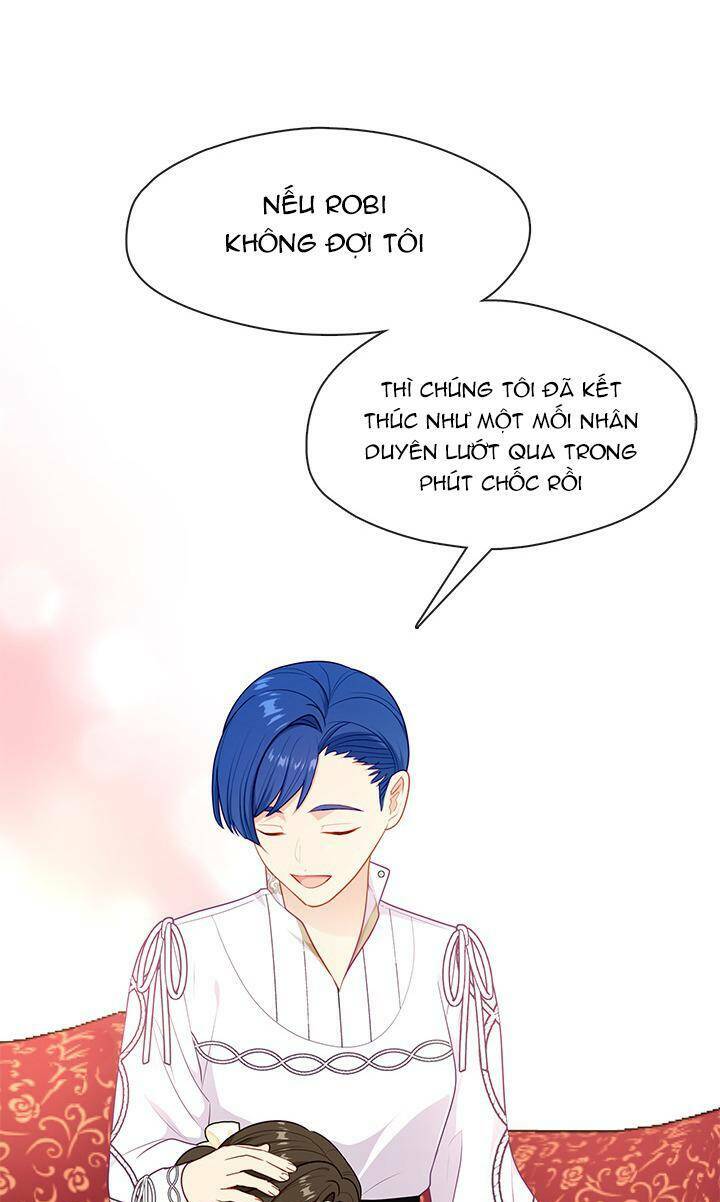 NẾU ROBI
KHÔNG ĐỢI TÔI
THÌ CHÚNG TÔI ĐÃ KẾT
THÚC NHƯ MỘT MỐI NHÂN
DUYÊN LƯỚT QUA TRONG
PHÚT CHỐC RỒI